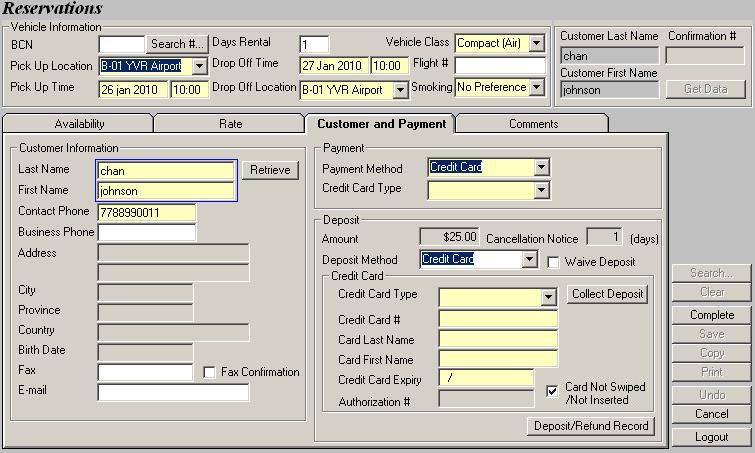 Reservations
Vehicle Information
BCN Search #... Days Rental 1 Vehicle Class Compact (Air)
Pick Up Location B-01 YVR Airport Drop Off Time 27 Jan 2010 10:00 Flight #
Pick Up Time 26 jan 2010 10:00 Drop Off Location B-01 YVR Airport Smoking No Preference
Customer Last Name Confirmation #
chan
Customer First Name
johnson Get Data
Availability Rate Customer and Payment Comments
Customer Information
Last Name chan Retrieve
First Name johnson
Contact Phone 7788990011
Business Phone
Address
City
Province
Country
Birth Date
Fax Fax Confirmation
E-mail
Payment
Payment Method Credit Card
Credit Card Type
Deposit
Amount $25.00 Cancellation Notice 1 (days)
Deposit Method Credit Card Waive Deposit
Credit Card
Credit Card Type Collect Deposit
Credit Card #
Card Last Name
Card First Name
Credit Card Expiry /
Card Not Swiped
/Not Inserted
Authorization #
Deposit/Refund Record
Search...
Clear
Complete
Save
Copy
Print
Undo
Cancel
Logout